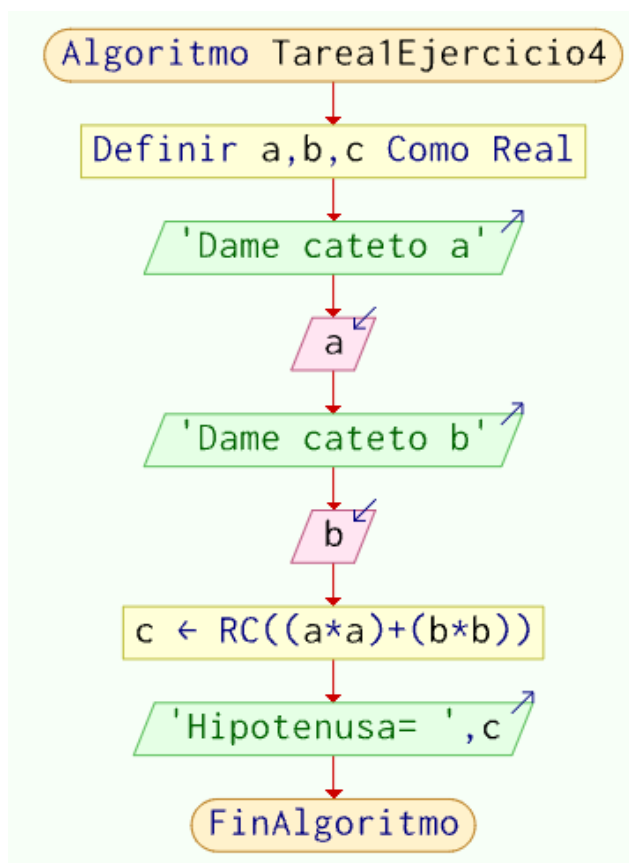 Algoritmo Tarea1Ejercicio4
Definir a,b,c Como Real
'Dame cateto a'
a
'Dame cateto b'
b
c ← RC((a*a)+(b*b))
'Hipotenusa= ',c
FinAlgoritmo